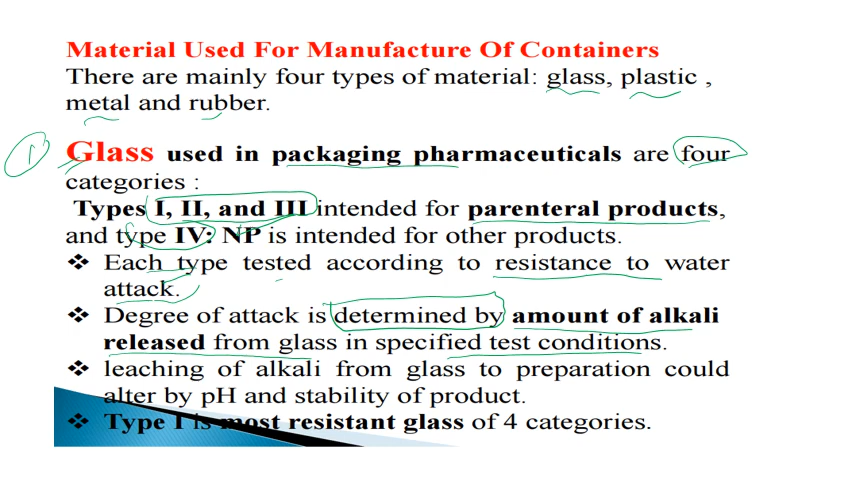 Material Used For Manufacture Of Containers
There are mainly four types of material: glass, plastic ,
metal and rubber.
1
Glass used in packaging pharmaceuticals are four
categories :
Types I, II, and III intended for parenteral products,
and type IV: NP is intended for other products.
❖ Each type tested according to resistance to water
attack.
❖ Degree of attack is determined by amount of alkali
released from glass in specified test conditions.
❖ leaching of alkali from glass to preparation could
alter by pH and stability of product.
❖ Type I is most resistant glass of 4 categories.